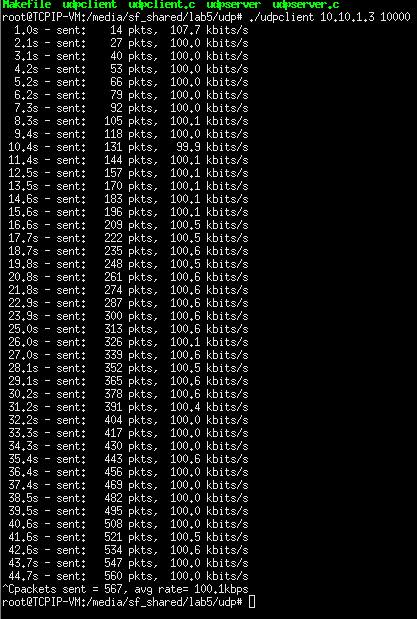 Makefile  udpclient  udpclient.c  udpserver  udpserver.c
root@TCPIP-VM:/media/sf_shared/lab5/udp# ./udpclient 10.10.1.3 10000
1.0s - sent:    14 pkts,  107.7 kbits/s
2.1s - sent:    27 pkts,  100.0 kbits/s
3.1s - sent:    40 pkts,  100.0 kbits/s
4.2s - sent:    53 pkts,  100.0 kbits/s
5.2s - sent:    66 pkts,  100.0 kbits/s
6.2s - sent:    79 pkts,  100.0 kbits/s
7.3s - sent:    92 pkts,  100.0 kbits/s
8.3s - sent:   105 pkts,  100.1 kbits/s
9.4s - sent:   118 pkts,  100.0 kbits/s
10.4s - sent:   131 pkts,   99.9 kbits/s
11.4s - sent:   144 pkts,  100.1 kbits/s
12.5s - sent:   157 pkts,  100.1 kbits/s
13.5s - sent:   170 pkts,  100.1 kbits/s
14.6s - sent:   183 pkts,  100.1 kbits/s
15.6s - sent:   196 pkts,  100.1 kbits/s
16.6s - sent:   209 pkts,  100.5 kbits/s
17.7s - sent:   222 pkts,  100.5 kbits/s
18.7s - sent:   235 pkts,  100.6 kbits/s
19.8s - sent:   248 pkts,  100.5 kbits/s
20.8s - sent:   261 pkts,  100.6 kbits/s
21.8s - sent:   274 pkts,  100.6 kbits/s
22.9s - sent:   287 pkts,  100.6 kbits/s
23.9s - sent:   300 pkts,  100.6 kbits/s
25.0s - sent:   313 pkts,  100.6 kbits/s
26.0s - sent:   326 pkts,  100.1 kbits/s
27.0s - sent:   339 pkts,  100.6 kbits/s
28.1s - sent:   352 pkts,  100.5 kbits/s
29.1s - sent:   365 pkts,  100.6 kbits/s
30.2s - sent:   378 pkts,  100.6 kbits/s
31.2s - sent:   391 pkts,  100.4 kbits/s
32.2s - sent:   404 pkts,  100.0 kbits/s
33.3s - sent:   417 pkts,  100.0 kbits/s
34.3s - sent:   430 pkts,  100.0 kbits/s
35.4s - sent:   443 pkts,  100.6 kbits/s
36.4s - sent:   456 pkts,  100.0 kbits/s
37.4s - sent:   469 pkts,  100.0 kbits/s
38.5s - sent:   482 pkts,  100.0 kbits/s
39.5s - sent:   495 pkts,  100.0 kbits/s
40.6s - sent:   508 pkts,  100.0 kbits/s
41.6s - sent:   521 pkts,  100.5 kbits/s
42.6s - sent:   534 pkts,  100.6 kbits/s
43.7s - sent:   547 pkts,  100.0 kbits/s
44.7s - sent:   560 pkts,  100.0 kbits/s
^Cpackets sent = 567, avg rate= 100.1kbps
root@TCPIP-VM:/media/sf_shared/lab5/udp#